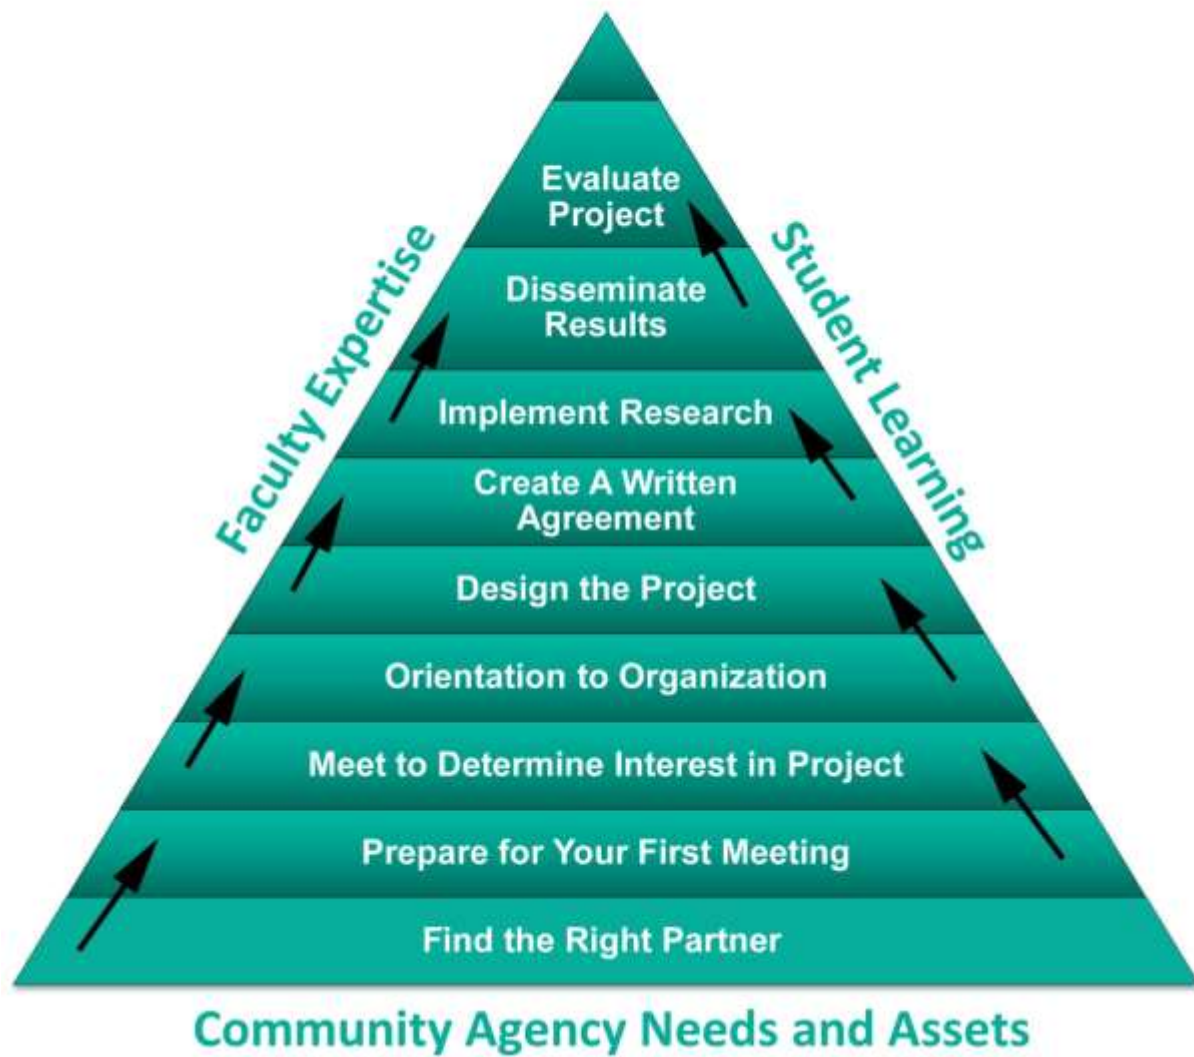 Evaluate
Project
Disseminate
Results
Implement Research
Create A Written
Agreement
Design the Project
Orientation to Organization
Meet to Determine Interest in Project
Prepare for Your First Meeting
Find the Right Partner
Faculty Expertise
Student Learning
Community Agency Needs and Assets